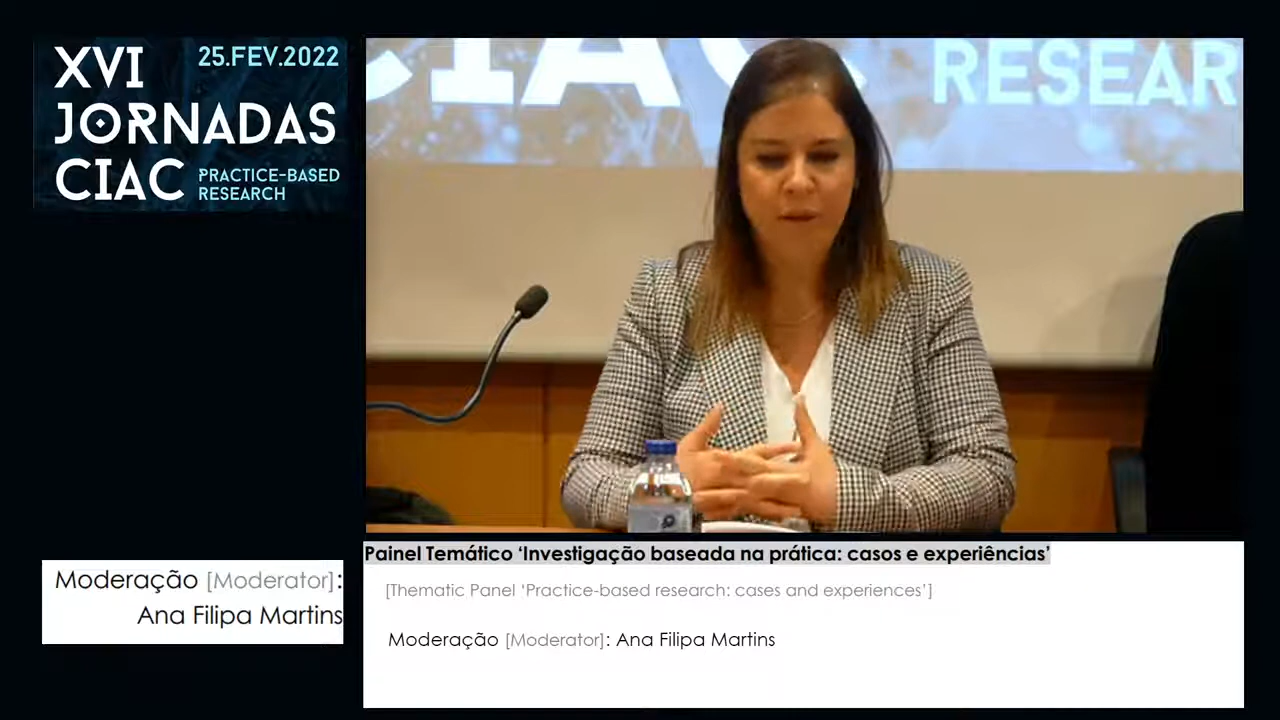 XVI
JORNADAS
CIAC
25.FEV.2022
PRACTICE-BASED
RESEARCH
CIAC
RESEAR
Moderação [Moderator]:
Ana Filipa Martins
Painel Temático ‘Investigação baseada na prática: casos e experiências’
[Thematic Panel ‘Practice-based research: cases and experiences’]
Moderação [Moderator]: Ana Filipa Martins